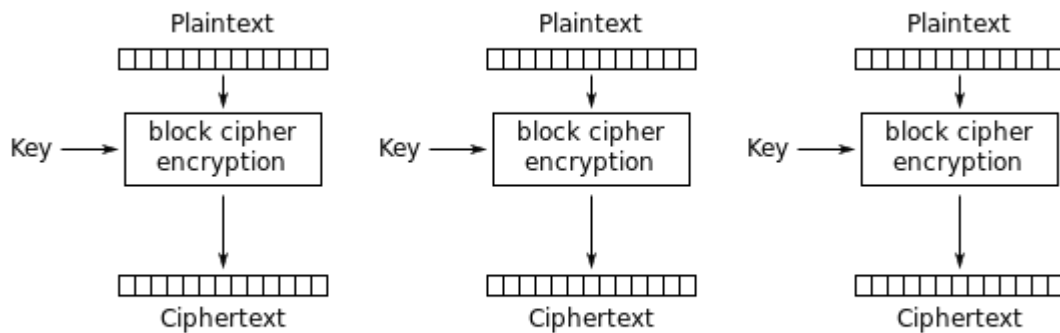 Plaintext Plaintext Plaintext
Key block cipher encryption Key block cipher encryption Key block cipher encryption
Ciphertext Ciphertext Ciphertext